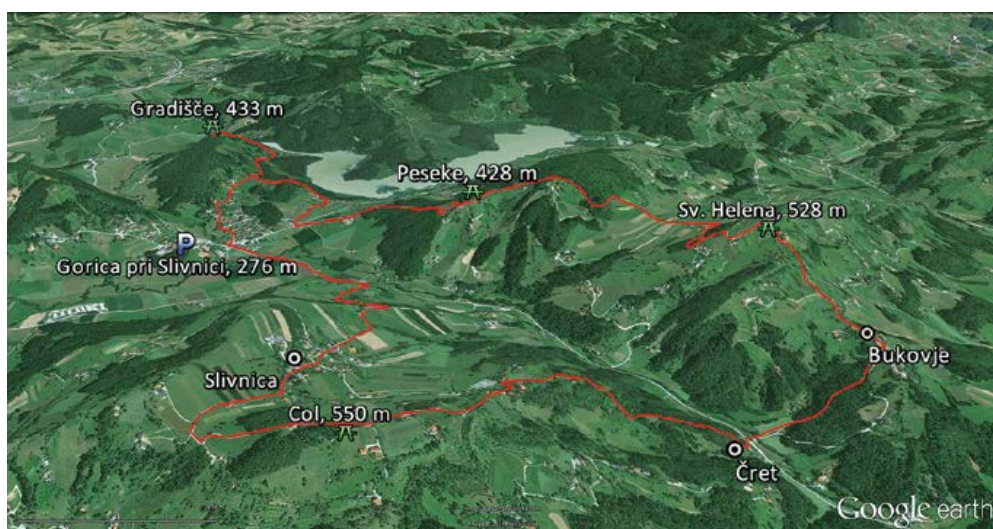 Gradišče, 433 m
Peseke, 428 m
Sv. Helena, 528 m
P
Gorica pri Slivnici, 276 m
Bukovje
Slivnica
Col, 550 m
Čret
Google earth